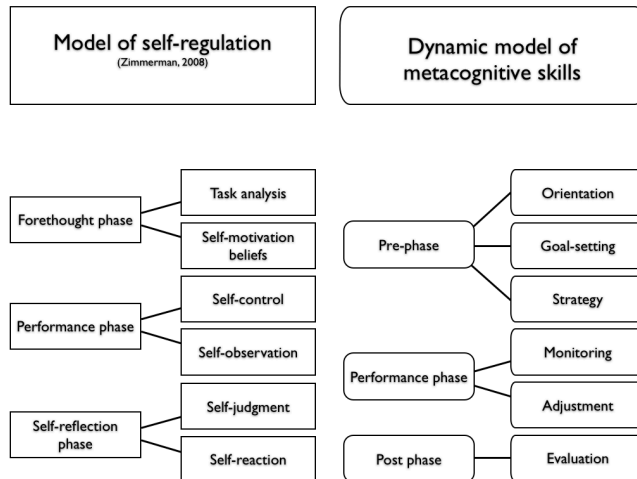 Model of self-regulation
(Zimmerman, 2008)
Dynamic model of
metacognitive skills
Forethought phase
Task analysis
Self-motivation
beliefs
Performance phase
Self-control
Self-observation
Self-reflection
phase
Self-judgment
Self-reaction
Pre-phase
Orientation
Goal-setting
Strategy
Performance phase
Monitoring
Adjustment
Post phase
Evaluation